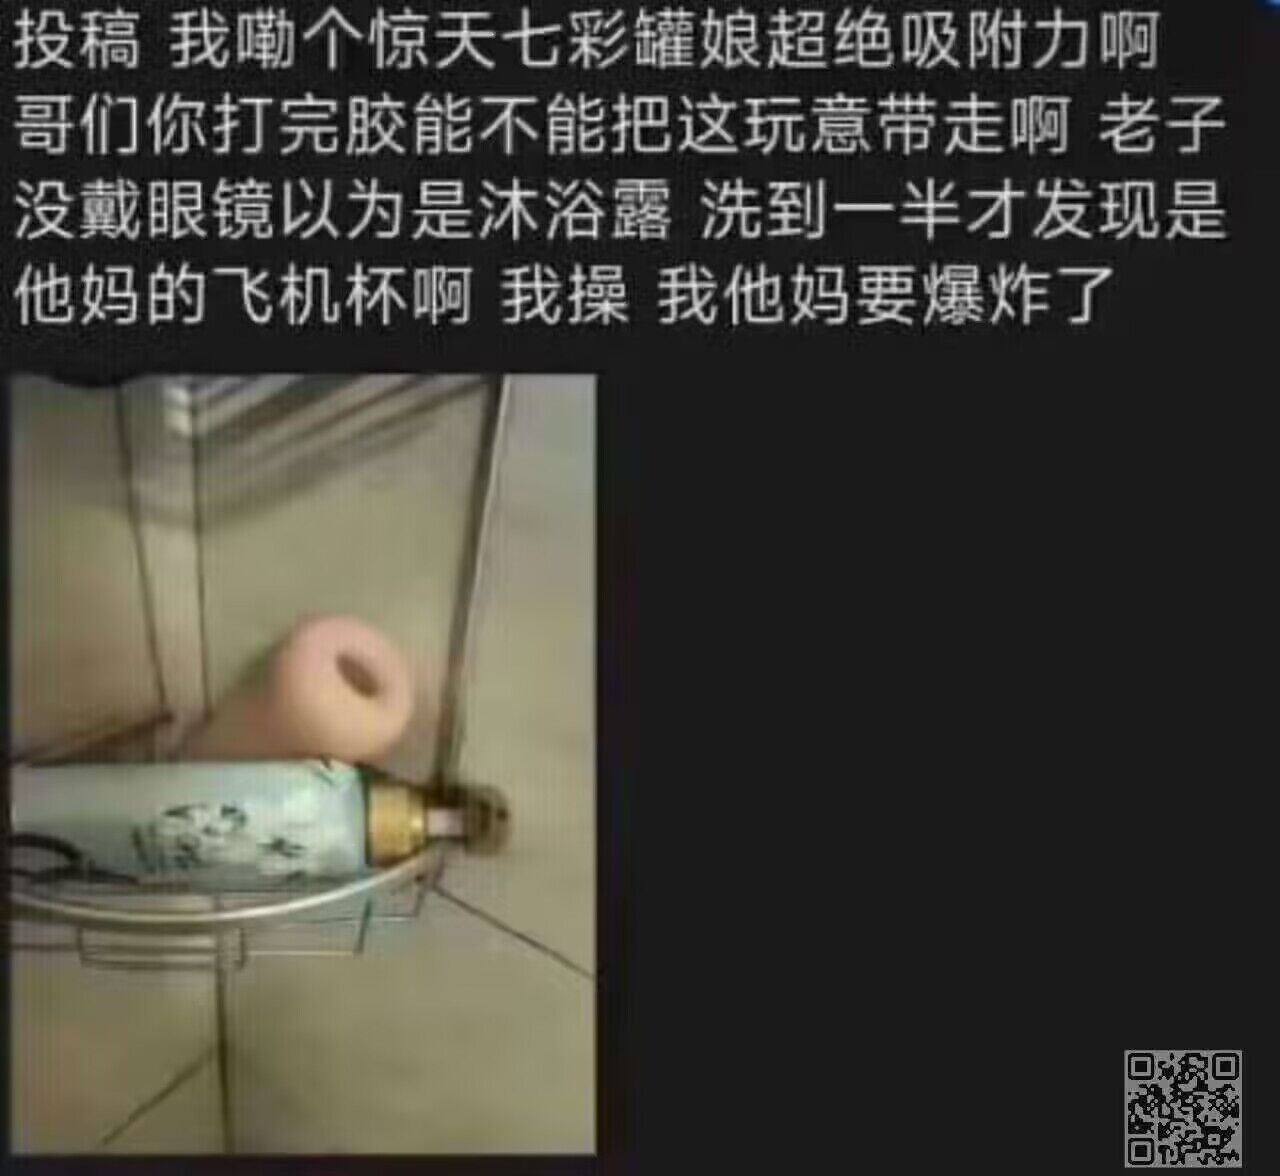 投稿 我嘞个惊天七彩罐娘超绝吸附力啊
哥们你打完胶能不能把这玩意带走啊 老子
没戴眼镜以为是沐浴露 洗到一半才发现是
他妈的飞机杯啊 我操 我他妈要爆炸了